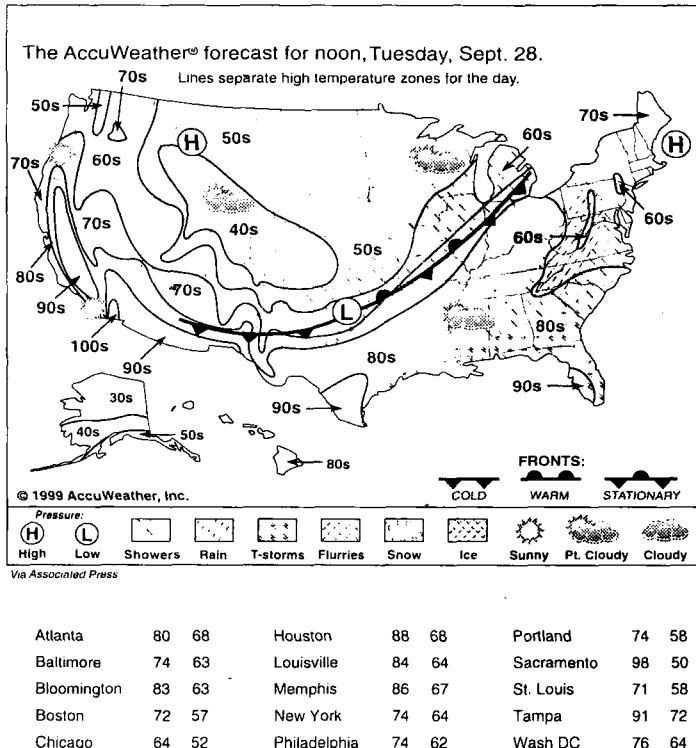 The AccuWeather® forecast for noon, Tuesday, Sept. 28.
Lines separate high temperature zones for the day.
70s
50s
70s
60s
70s
H
50s
60s
70s
H
40s
70s
50s
60s
60s
80s
90s
70s
L
100s
90s
80s
80s
90s
90s
30s
40s
50s
80s
© 1999 AccuWeather, Inc.
FRONTS:
COLD WARM STATIONARY
Pressure:
H L
High Low Showers Rain T-storms Flurries Snow Ice Sunny Pt. Cloudy Cloudy
Via Associated Press
Atlanta 80 68 Houston 88 68 Portland 74 58
Baltimore 74 63 Louisville 84 64 Sacramento 98 50
Bloomington 83 63 Memphis 86 67 St. Louis 71 58
Boston 72 57 New York 74 64 Tampa 91 72
Chicago 64 52 Philadelphia 74 62 Wash DC 76 64